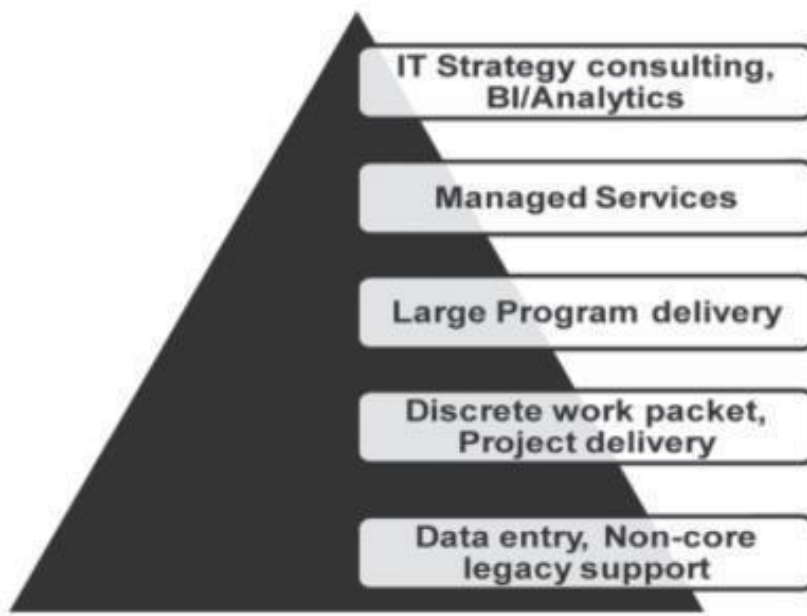 IT Strategy consulting,
BI/Analytics
Managed Services
Large Program delivery
Discrete work packet,
Project delivery
Data entry, Non-core
legacy support